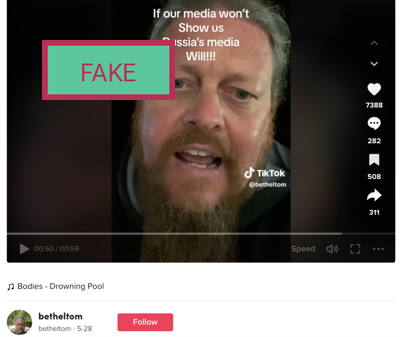 If our media won't
Show us
Russia's media
Will!!!
FAKE
7388
282
508
311
TikTok
@betheltom
00:50 / 00:59
Speed
Bodies - Drowning Pool
betheltom
betheltom · 5-28
Follow